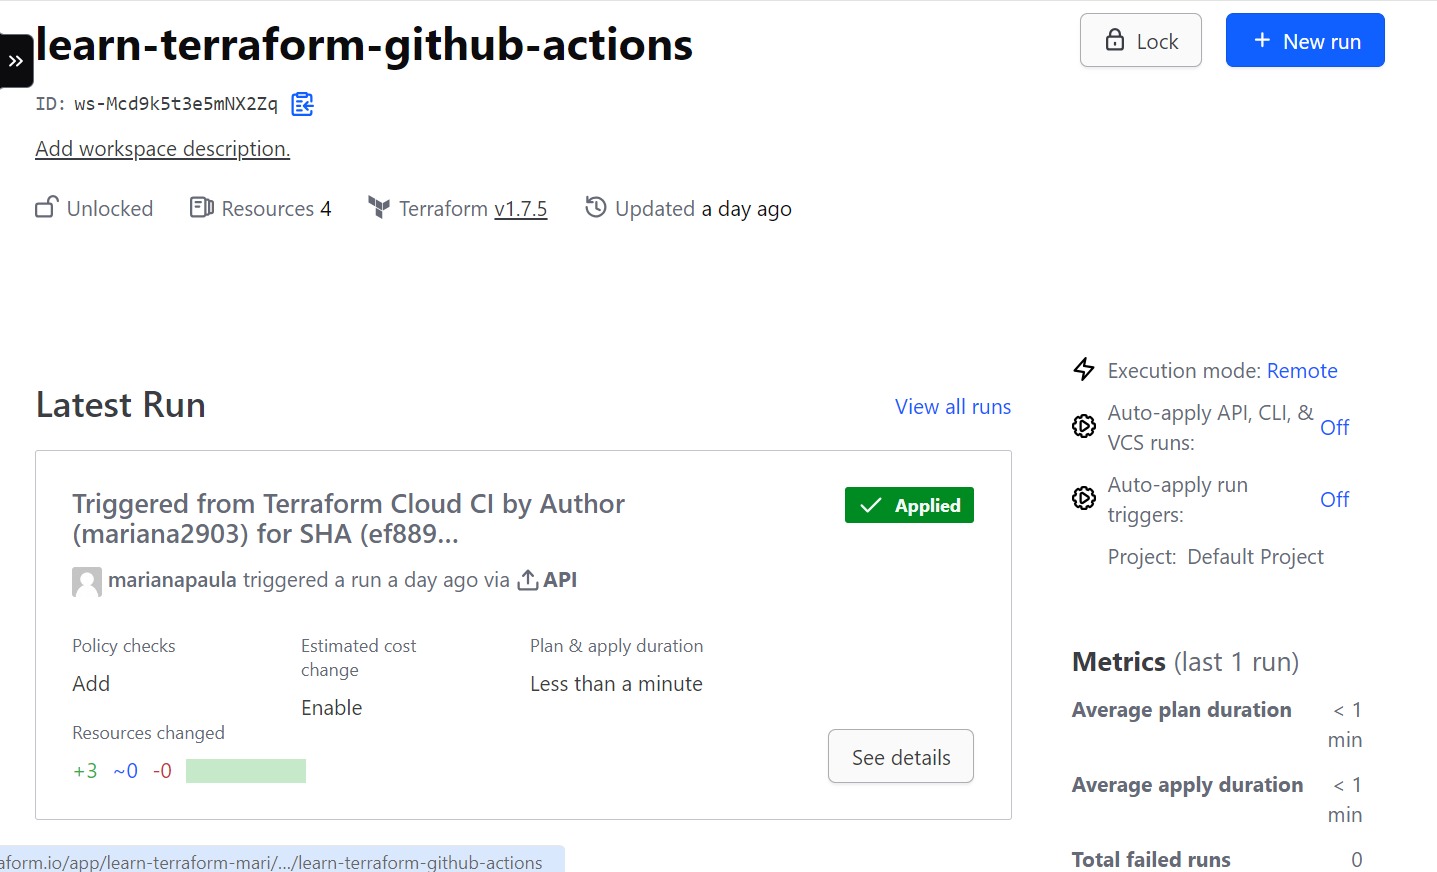 learn-terraform-github-actions
Lock
+ New run
ID: ws-Mcd9k5t3e5mNX2Zq
Add workspace description.
Unlocked
Resources 4
Terraform v1.7.5
Updated a day ago
Latest Run
View all runs
Triggered from Terraform Cloud CI by Author
(mariana2903) for SHA (ef889...
Applied
marianapaula triggered a run a day ago via API
Policy checks
Add
Estimated cost
change
Enable
Plan & apply duration
Less than a minute
Resources changed
+3 ~0 -0
See details
Execution mode: Remote
Auto-apply API, CLI, &
VCS runs:
Off
Auto-apply run
triggers:
Off
Project: Default Project
Metrics (last 1 run)
Average plan duration
< 1
min
Average apply duration
< 1
min
Total failed runs
0
aform.io/app/learn-terraform-mari/.../learn-terraform-github-actions